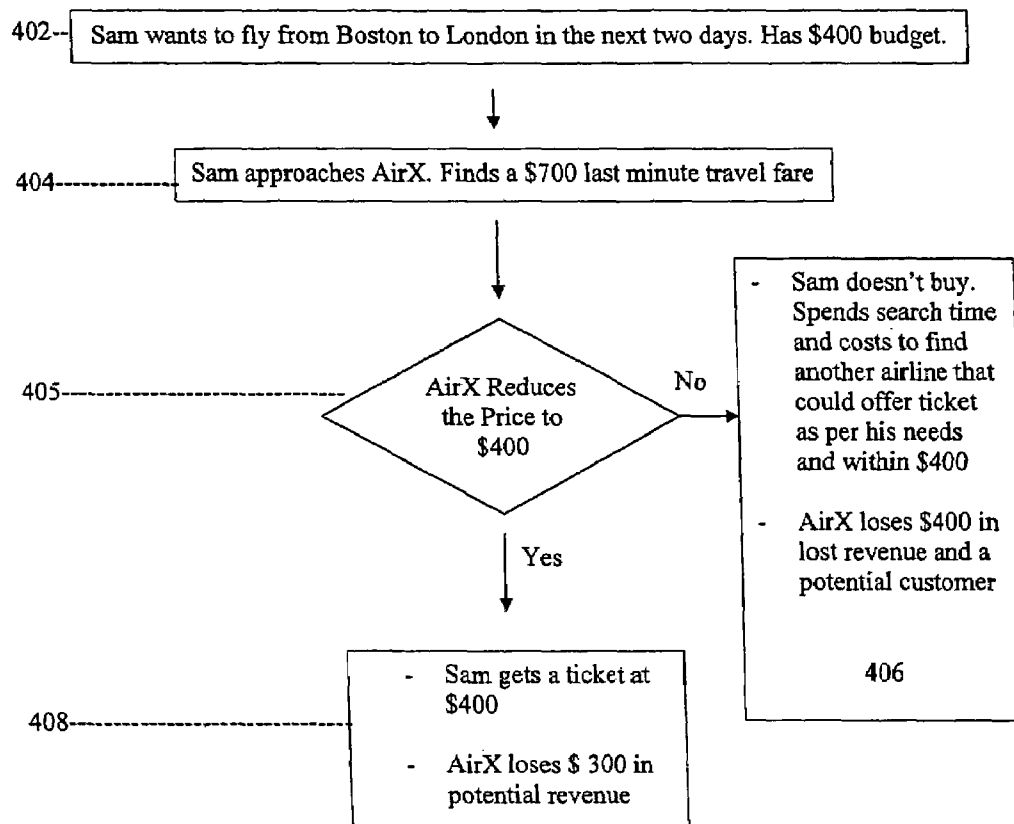 402-- Sam wants to fly from Boston to London in the next two days. Has $400 budget.
404 Sam approaches AirX. Finds a $700 last minute travel fare
405 AirX Reduces
the Price to
$400
No
- Sam doesn't buy.
Spends search time
and costs to find
another airline that
could offer ticket
as per his needs
and within $400
- AirX loses $400 in
lost revenue and a
potential customer
406
Yes
408 - Sam gets a ticket at
$400
- AirX loses $ 300 in
potential revenue